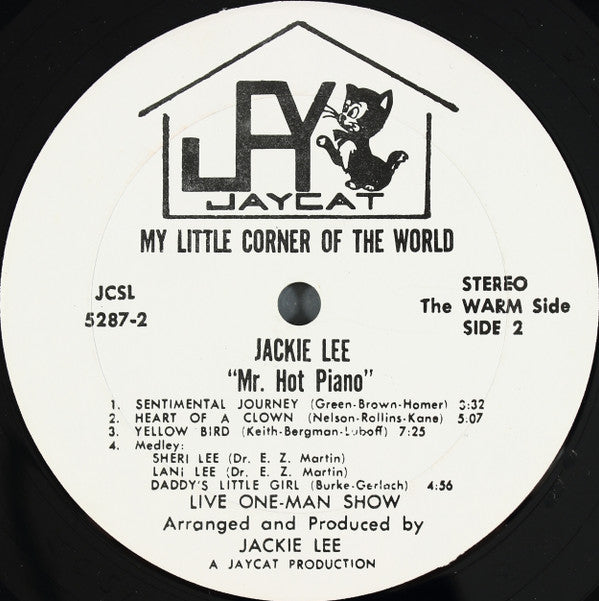 JAY
JAYCAT
MY LITTLE CORNER OF THE WORLD
JCSL
5287-2
STEREO
The WARM Side
SIDE 2
JACKIE LEE
"Mr. Hot Piano"
1. SENTIMENTAL JOURNEY (Green-Brown-Homer) 3:32
2. HEART OF A CLOWN (Nelson-Rollins-Kane) 5:07
3. YELLOW BIRD (Keith-Bergman-Luboff) 7:25
4. Medley:
SHERI LEE (Dr. E. Z. Martin)
LANI LEE (Dr. E. Z. Martin)
DADDY'S LITTLE GIRL (Burke-Gerlach) 4:56
LIVE ONE-MAN SHOW
Arranged and Produced by
JACKIE LEE
A JAYCAT PRODUCTION